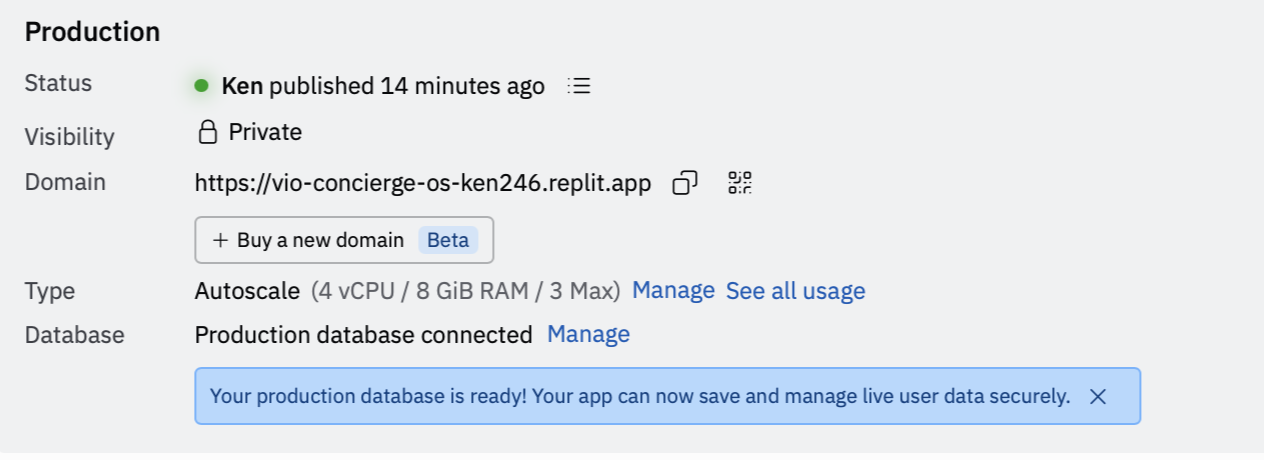 Production
Status Ken published 14 minutes ago
Visibility Private
Domain https://vio-concierge-os-ken246.replit.app
+ Buy a new domain Beta
Type Autoscale (4 vCPU / 8 GiB RAM / 3 Max) Manage See all usage
Database Production database connected Manage
Your production database is ready! Your app can now save and manage live user data securely.